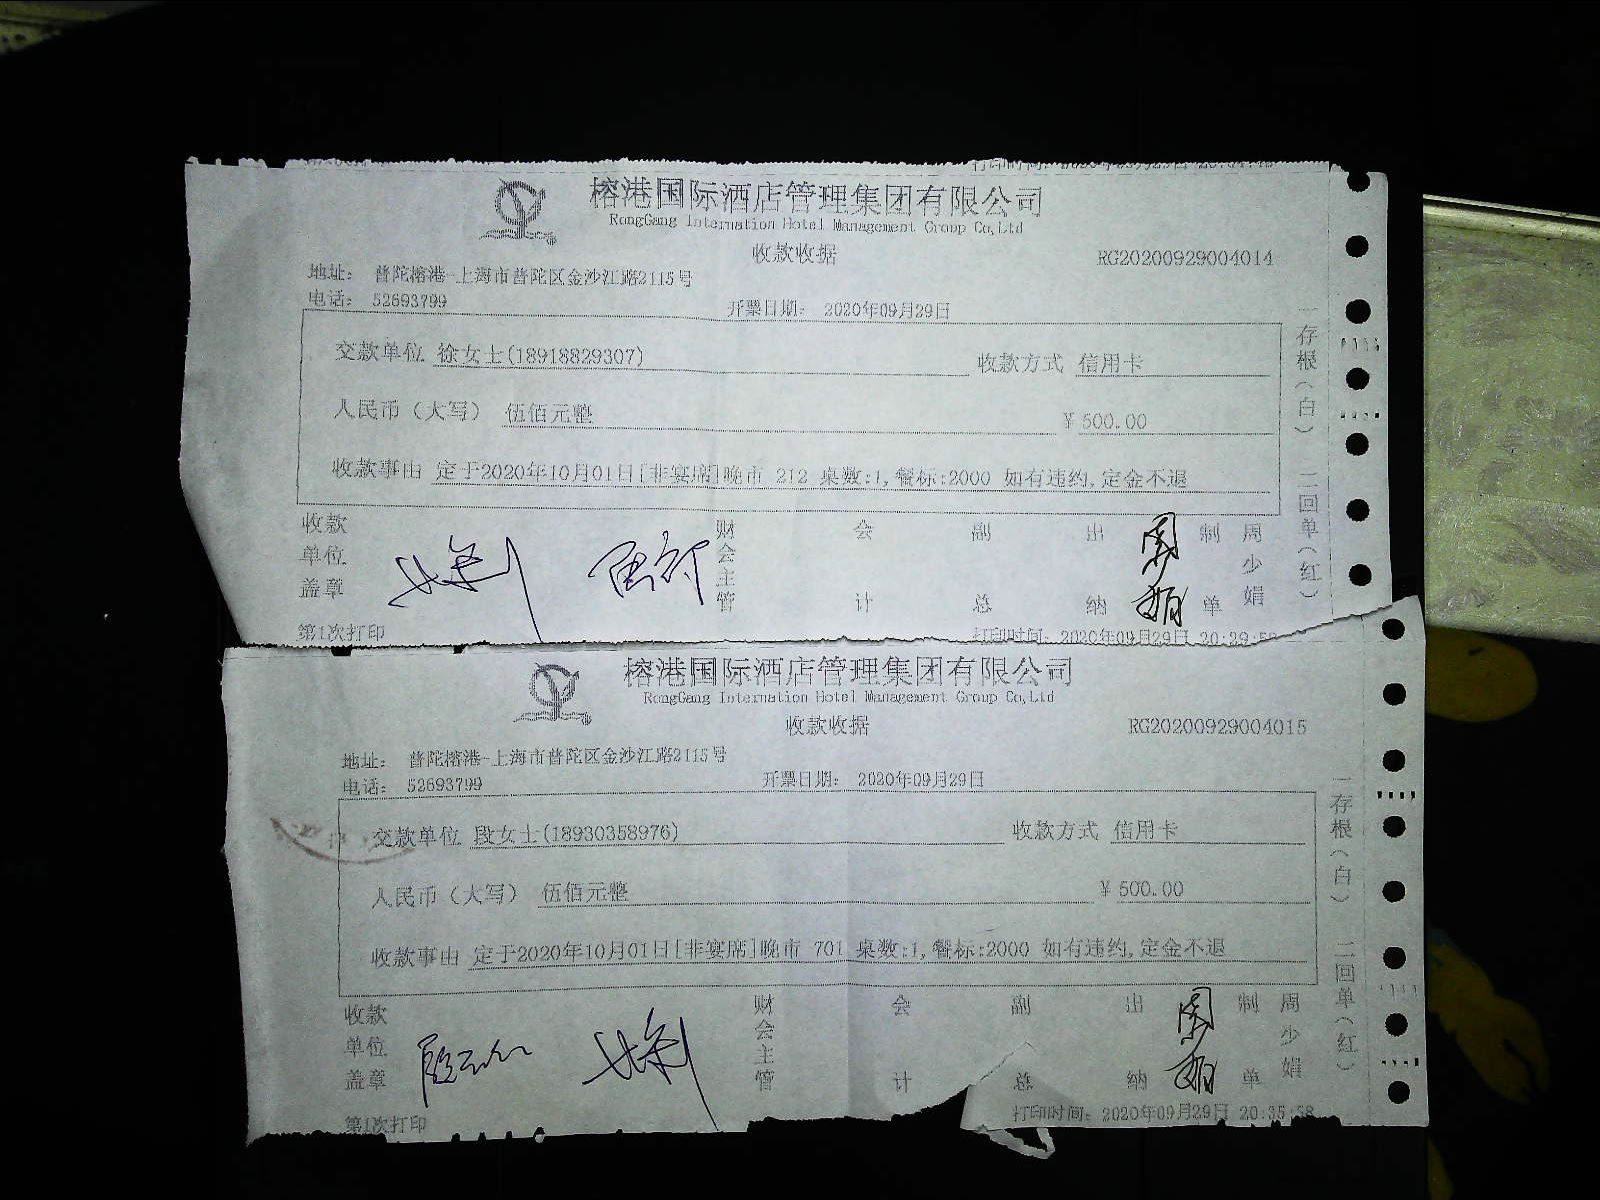 榕港国际酒店管理集团有限公司
RongGang Internation Hotel Management Group Co,Ltd
收款收据 RG20200929004014
地址： 普陀榕港-上海市普陀区金沙江路2115号
电话： 52693799 开票日期： 2020年09月29日
交款单位 徐女士(18918829307) 收款方式 信用卡
人民币（大写） 伍佰元整 ￥500.00
收款事由 定于2020年10月01日[非宴席]晚市 212 桌数:1,餐标:2000 如有违约,定金不退
收款单位盖章 财会主管 会计 副总 出纳 制单 周少娟
一存根(白) 二回单(红)
第1次打印 打印时间: 2020年09月29日 20:39:58
榕港国际酒店管理集团有限公司
RongGang Internation Hotel Management Group Co,Ltd
收款收据 RG20200929004015
地址： 普陀榕港-上海市普陀区金沙江路2115号
电话： 52693799 开票日期： 2020年09月29日
交款单位 段女士(18930358976) 收款方式 信用卡
人民币（大写） 伍佰元整 ￥500.00
收款事由 定于2020年10月01日[非宴席]晚市 701 桌数:1,餐标:2000 如有违约,定金不退
收款单位盖章 财会主管 会计 副总 出纳 制单 周少娟
一存根(白) 二回单(红)
第1次打印 打印时间: 2020年09月29日 20:35:58